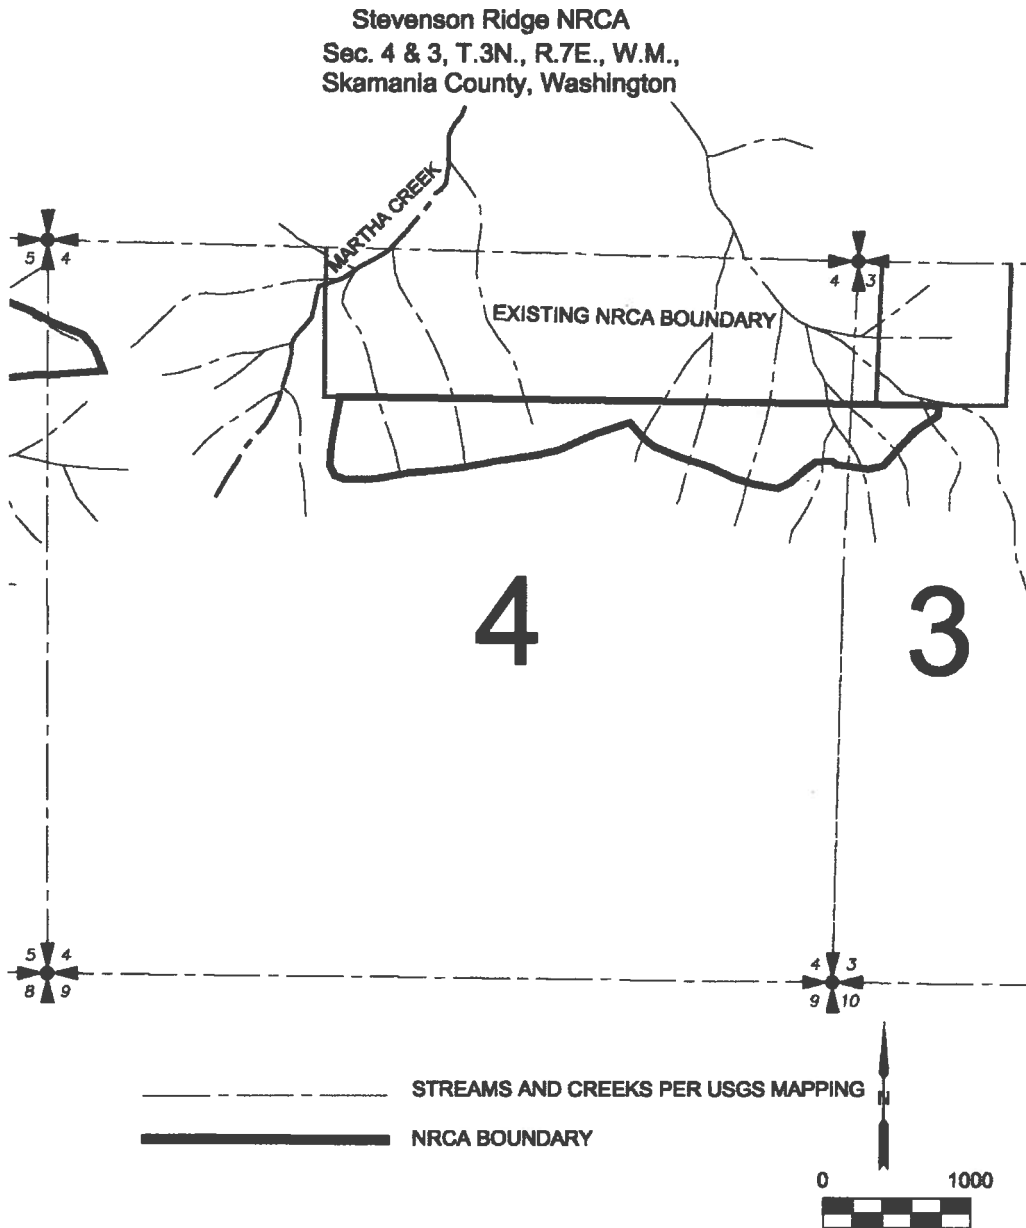 Stevenson Ridge NRCA
Sec. 4 & 3, T.3N., R.7E., W.M.,
Skamania County, Washington
MARTHA CREEK
5 4
4 3
EXISTING NRCA BOUNDARY
4
3
5 4
8 9
4 3
9 10
STREAMS AND CREEKS PER USGS MAPPING
N
NRCA BOUNDARY
0 1000